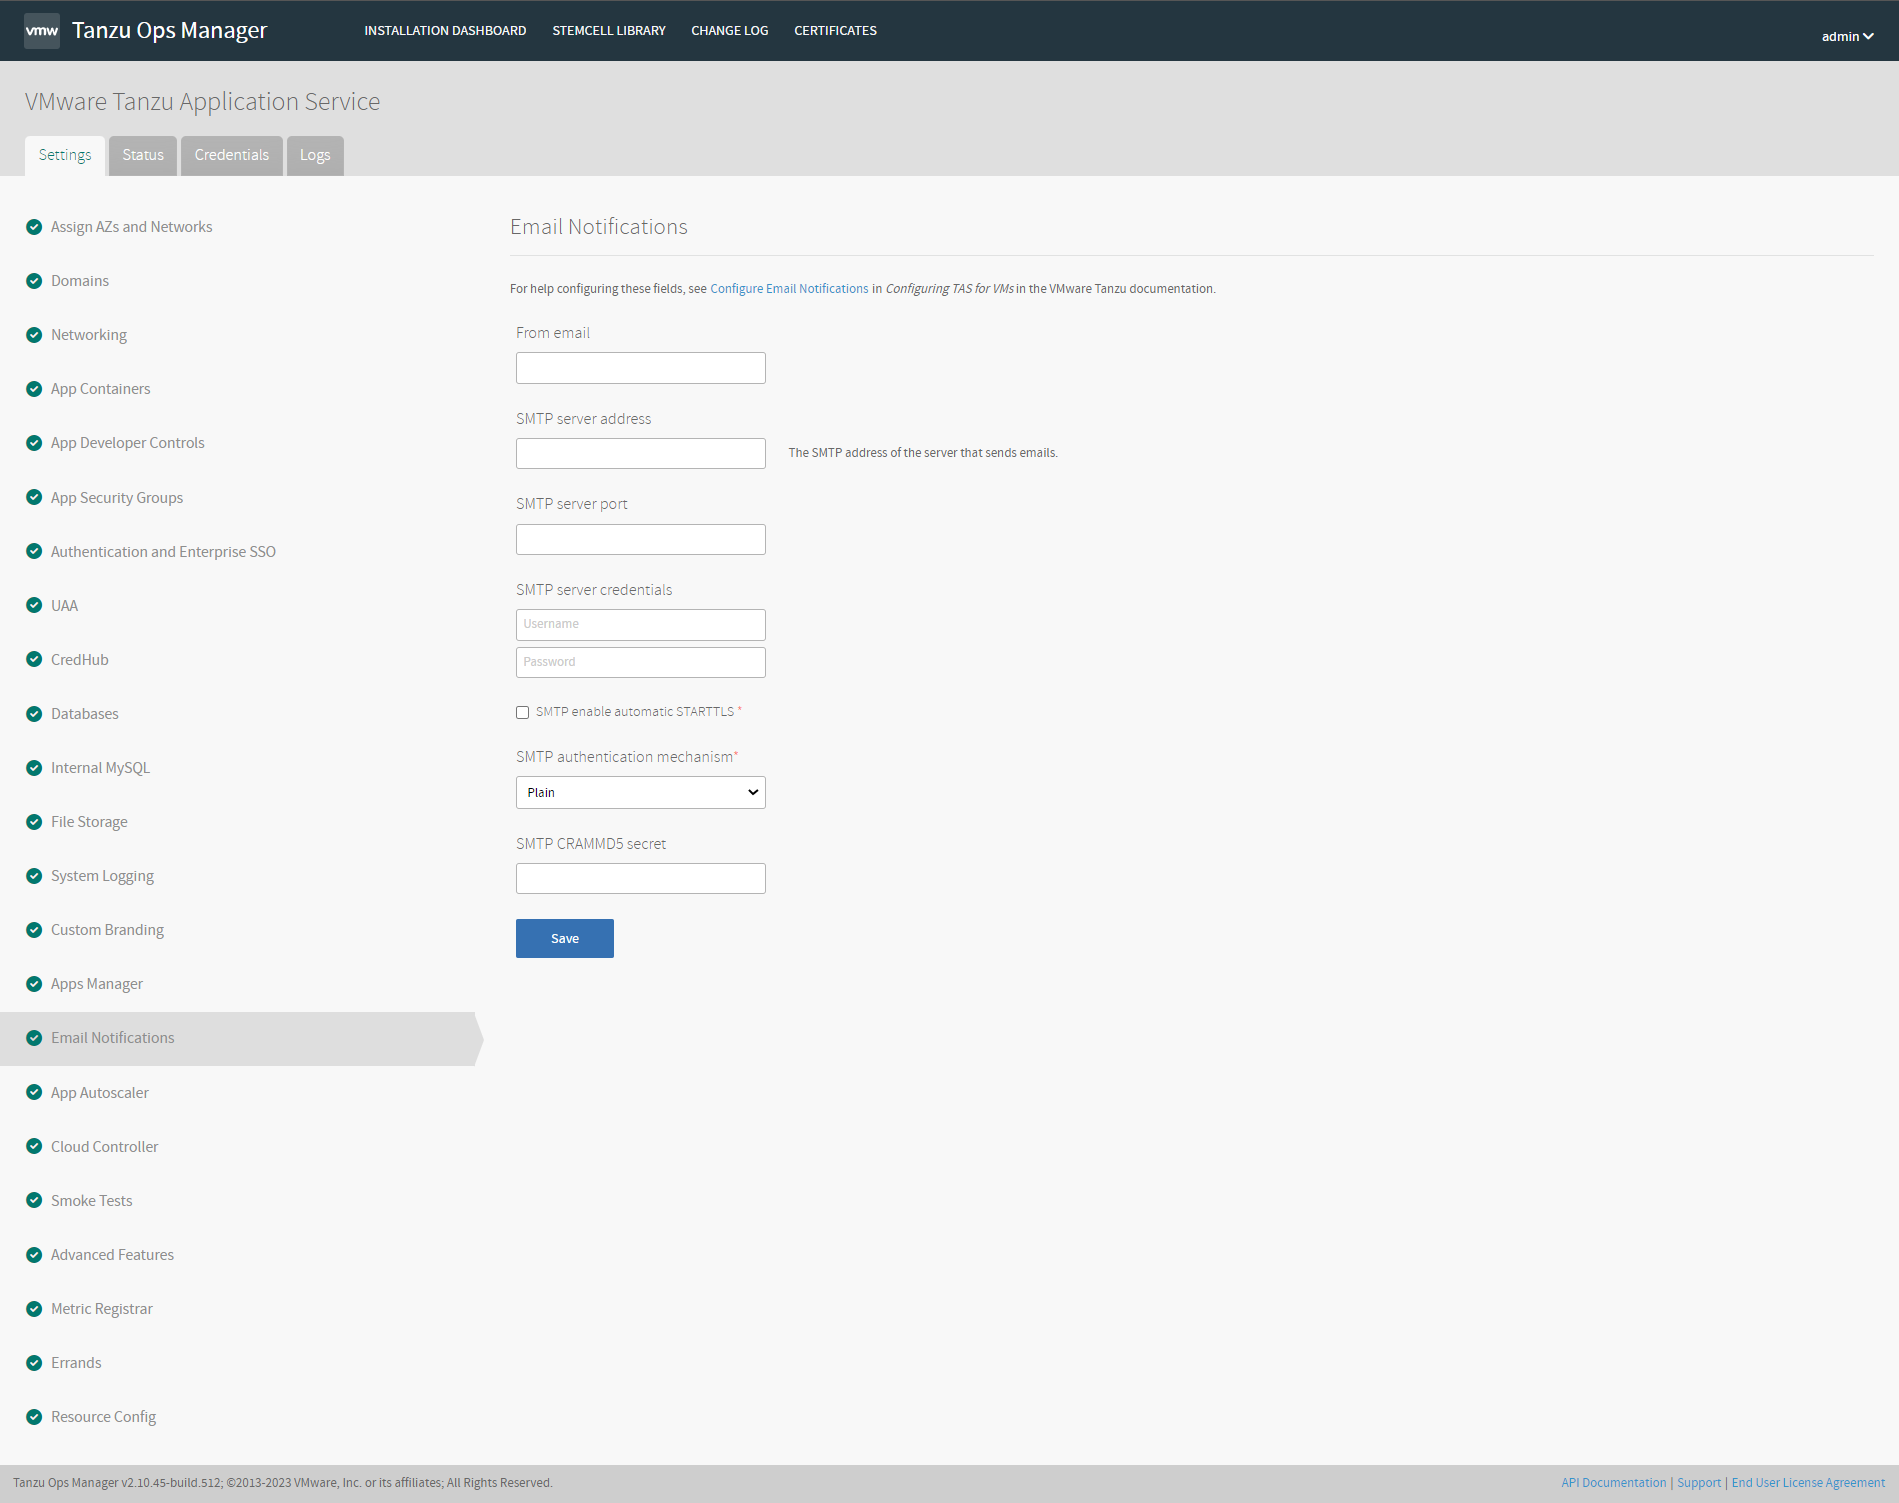 vmw Tanzu Ops Manager INSTALLATION DASHBOARD STEMCELL LIBRARY CHANGE LOG CERTIFICATES admin
VMware Tanzu Application Service
Settings Status Credentials Logs
Assign AZs and Networks
Domains
Networking
App Containers
App Developer Controls
App Security Groups
Authentication and Enterprise SSO
UAA
CredHub
Databases
Internal MySQL
File Storage
System Logging
Custom Branding
Apps Manager
Email Notifications
App Autoscaler
Cloud Controller
Smoke Tests
Advanced Features
Metric Registrar
Errands
Resource Config
Email Notifications
For help configuring these fields, see Configure Email Notifications in Configuring TAS for VMs in the VMware Tanzu documentation.
From email
SMTP server address
The SMTP address of the server that sends emails.
SMTP server port
SMTP server credentials
Username
Password
SMTP enable automatic STARTTLS *
SMTP authentication mechanism*
Plain
SMTP CRAMMD5 secret
Save
Tanzu Ops Manager v2.10.45-build.512; ©2013-2023 VMware, Inc. or its affiliates; All Rights Reserved. API Documentation | Support | End User License Agreement